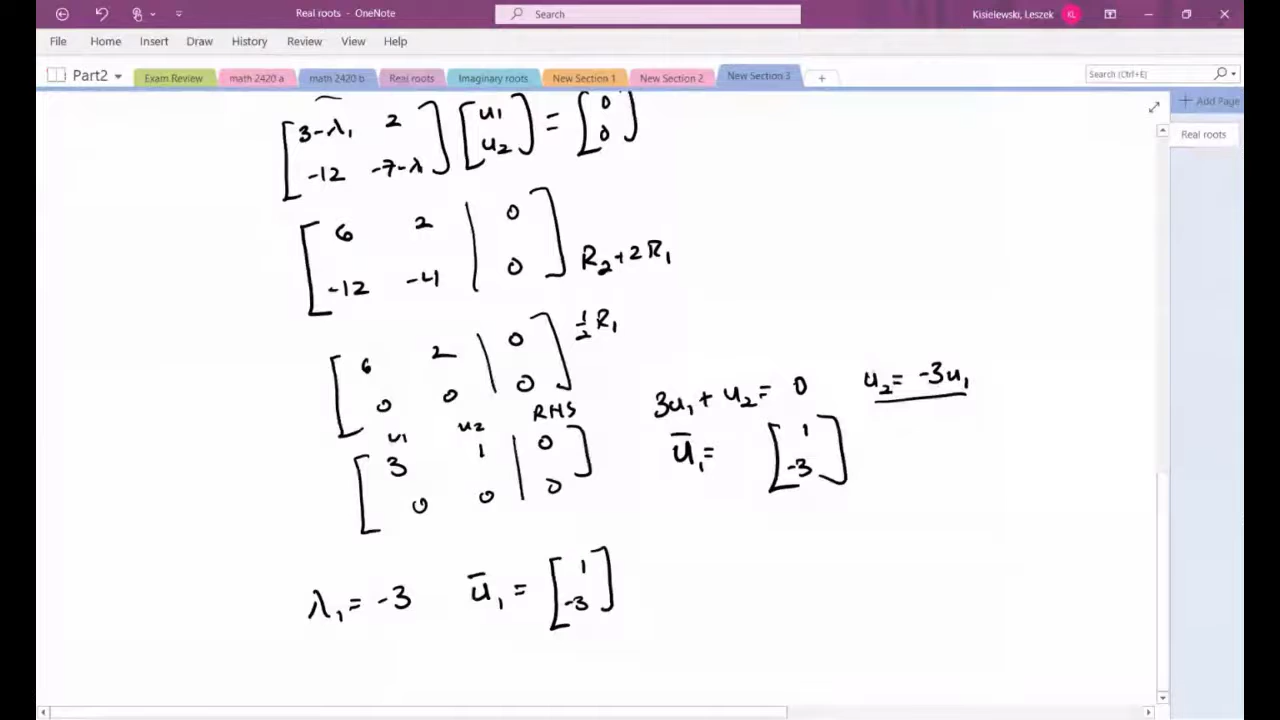 Real roots - OneNote
Search
Kisielewski, Leszek
KL
File Home Insert Draw History Review View Help
Part2
Exam Review
math 2420 a
math 2420 b
Real roots
Imaginary roots
New Section 1
New Section 2
New Section 3
+
Search (Ctrl+E)
+ Add Page
Real roots
[3-λ₁ 2] [u₁] = [0]
[-12 -7-λ] [u₂] [0]
[6 2 | 0]
[-12 -4 | 0] R₂+2R₁
[6 2 | 0] ½R₁
[0 0 | 0]
u₁ u₂ RHS
[3 1 | 0]
[0 0 | 0]
3u₁ + u₂ = 0 u₂ = -3u₁
ū₁ = [1]
[-3]
λ₁ = -3 ū₁ = [1]
[-3]